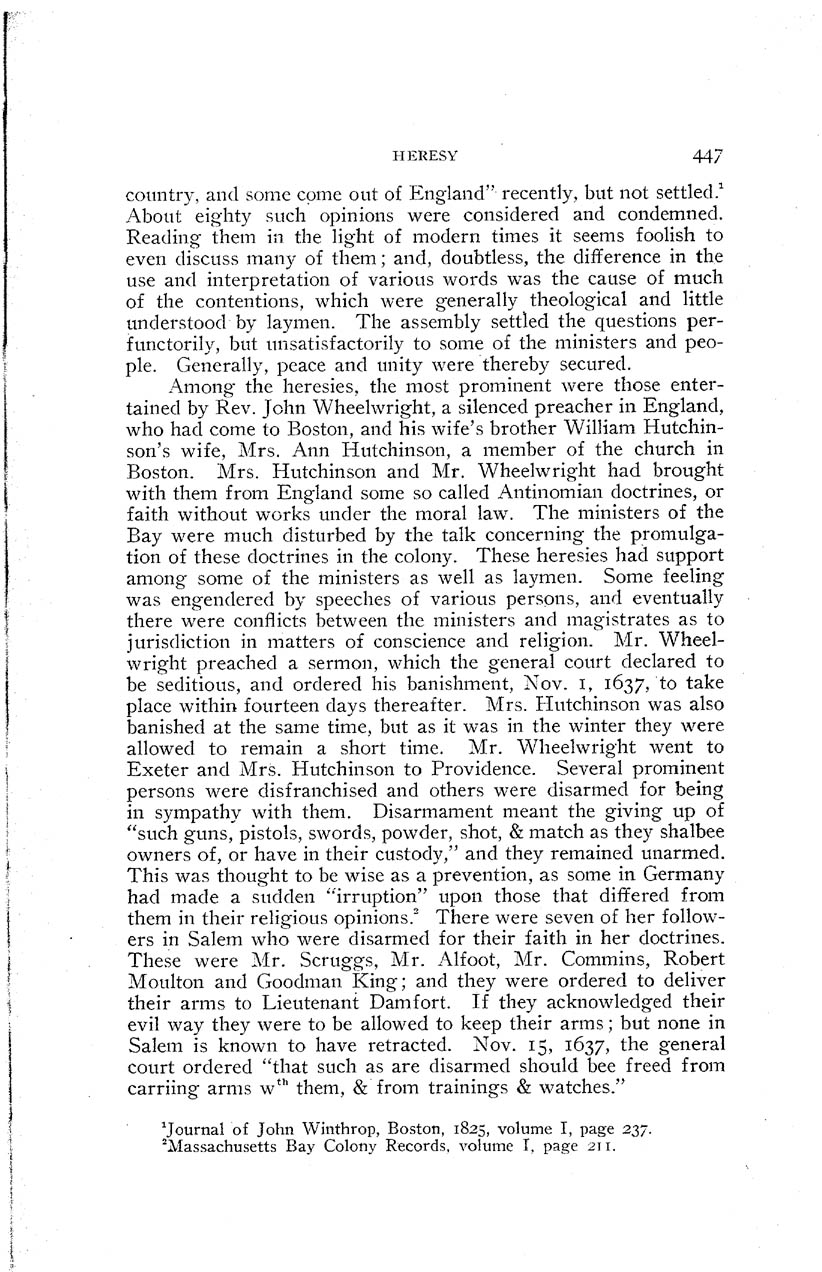 HERESY 447
country, and some come out of England" recently, but not settled.¹
About eighty such opinions were considered and condemned.
Reading them in the light of modern times it seems foolish to
even discuss many of them; and, doubtless, the difference in the
use and interpretation of various words was the cause of much
of the contentions, which were generally theological and little
understood by laymen. The assembly settled the questions per-
functorily, but unsatisfactorily to some of the ministers and peo-
ple. Generally, peace and unity were thereby secured.
Among the heresies, the most prominent were those enter-
tained by Rev. John Wheelwright, a silenced preacher in England,
who had come to Boston, and his wife's brother William Hutchin-
son's wife, Mrs. Ann Hutchinson, a member of the church in
Boston. Mrs. Hutchinson and Mr. Wheelwright had brought
with them from England some so called Antinomian doctrines, or
faith without works under the moral law. The ministers of the
Bay were much disturbed by the talk concerning the promulga-
tion of these doctrines in the colony. These heresies had support
among some of the ministers as well as laymen. Some feeling
was engendered by speeches of various persons, and eventually
there were conflicts between the ministers and magistrates as to
jurisdiction in matters of conscience and religion. Mr. Wheel-
wright preached a sermon, which the general court declared to
be seditious, and ordered his banishment, Nov. 1, 1637, to take
place within fourteen days thereafter. Mrs. Hutchinson was also
banished at the same time, but as it was in the winter they were
allowed to remain a short time. Mr. Wheelwright went to
Exeter and Mrs. Hutchinson to Providence. Several prominent
persons were disfranchised and others were disarmed for being
in sympathy with them. Disarmament meant the giving up of
"such guns, pistols, swords, powder, shot, & match as they shalbee
owners of, or have in their custody," and they remained unarmed.
This was thought to be wise as a prevention, as some in Germany
had made a sudden "irruption" upon those that differed from
them in their religious opinions.² There were seven of her follow-
ers in Salem who were disarmed for their faith in her doctrines.
These were Mr. Scruggs, Mr. Alfoot, Mr. Commins, Robert
Moulton and Goodman King; and they were ordered to deliver
their arms to Lieutenant Damfort. If they acknowledged their
evil way they were to be allowed to keep their arms; but none in
Salem is known to have retracted. Nov. 15, 1637, the general
court ordered "that such as are disarmed should bee freed from
carriing arms wᵗʰ them, & from trainings & watches."
¹Journal of John Winthrop, Boston, 1825, volume I, page 237.
²Massachusetts Bay Colony Records, volume I, page 211.